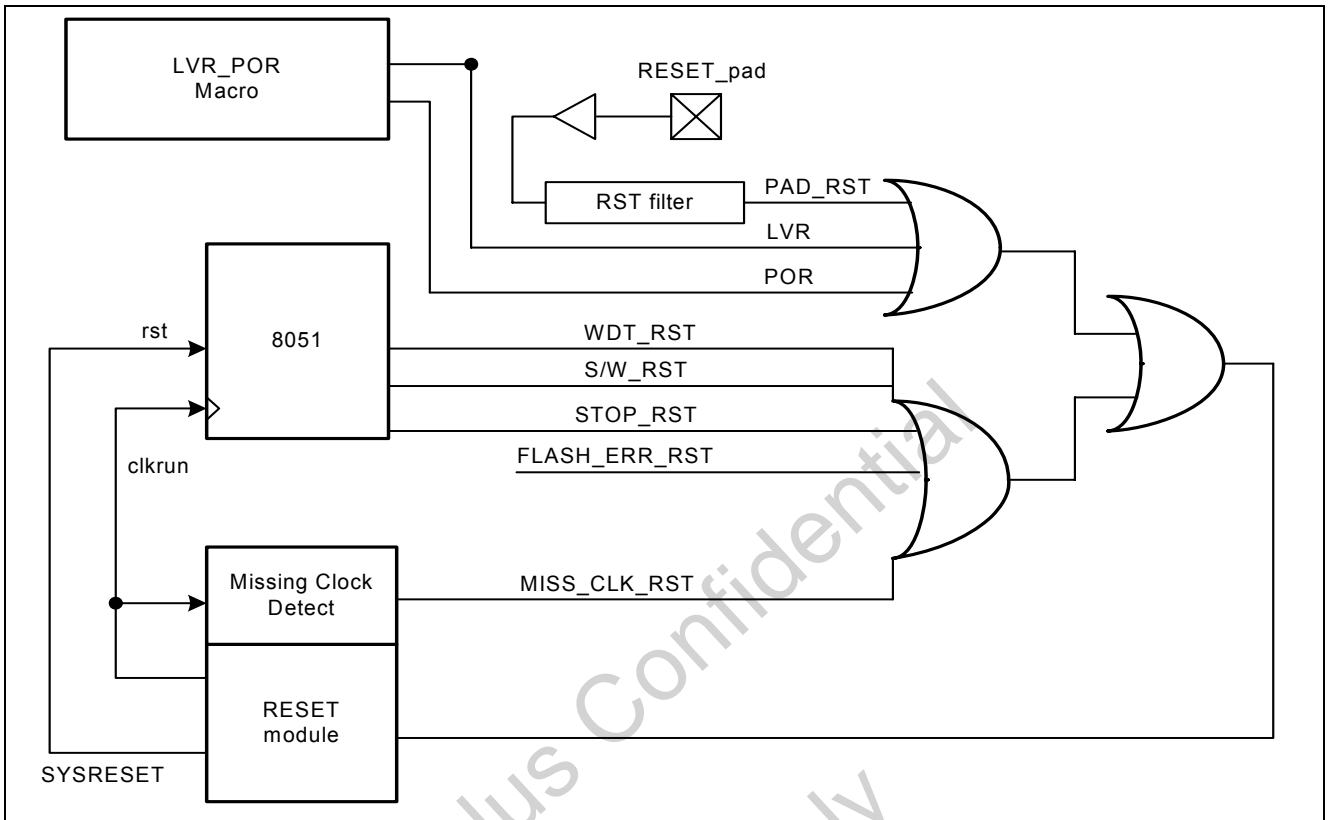 LVR_POR
Macro
RESET_pad
RST filter
PAD_RST
LVR
POR
rst
8051
WDT_RST
S/W_RST
STOP_RST
FLASH_ERR_RST
clkrun
Missing Clock
Detect
MISS_CLK_RST
RESET
module
SYSRESET
lus Confidential